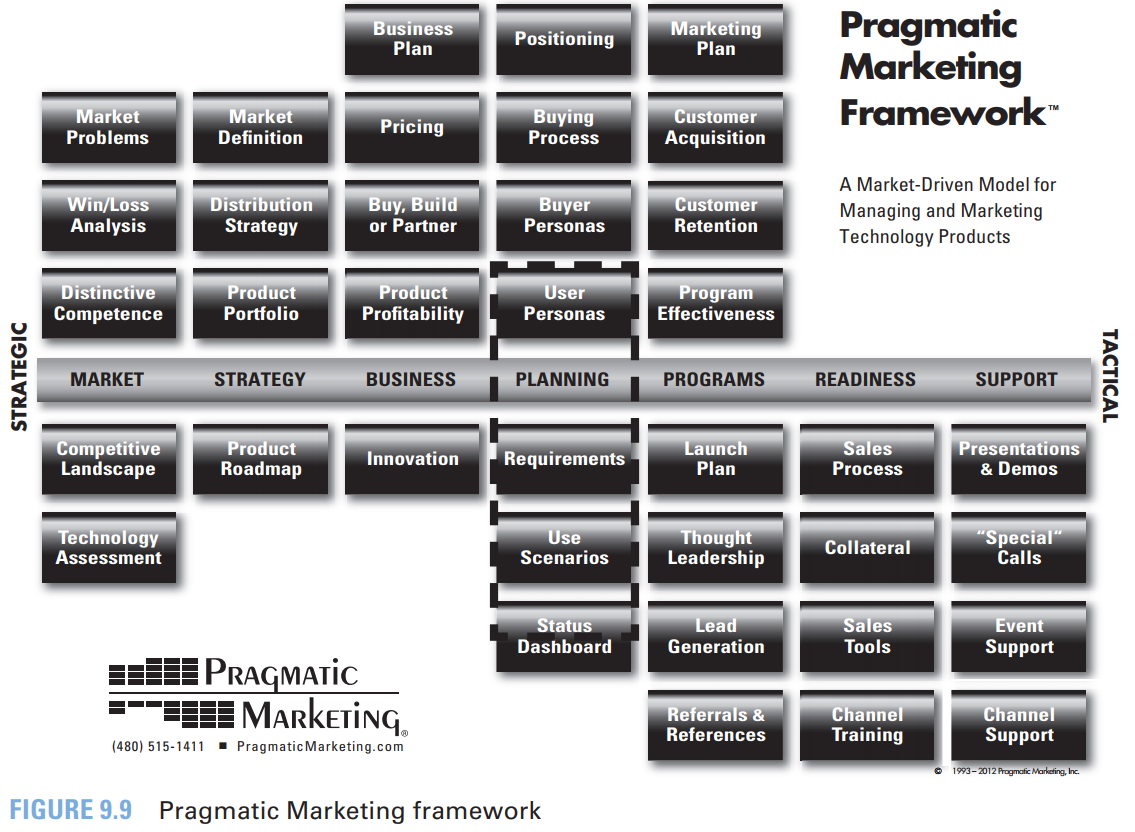 Pragmatic
Marketing
Framework™
A Market-Driven Model for
Managing and Marketing
Technology Products
Business
Plan
Positioning
Marketing
Plan
Market
Problems
Market
Definition
Pricing
Buying
Process
Customer
Acquisition
Win/Loss
Analysis
Distribution
Strategy
Buy, Build
or Partner
Buyer
Personas
Customer
Retention
Distinctive
Competence
Product
Portfolio
Product
Profitability
User
Personas
Program
Effectiveness
STRATEGIC
MARKET
STRATEGY
BUSINESS
PLANNING
PROGRAMS
READINESS
SUPPORT
TACTICAL
Competitive
Landscape
Product
Roadmap
Innovation
Requirements
Launch
Plan
Sales
Process
Presentations
& Demos
Technology
Assessment
Use
Scenarios
Thought
Leadership
Collateral
“Special“
Calls
Status
Dashboard
Lead
Generation
Sales
Tools
Event
Support
Referrals &
References
Channel
Training
Channel
Support
PRAGMATIC
MARKETING®
(480) 515-1411 ■ PragmaticMarketing.com
© 1993–2012 Pragmatic Marketing, Inc.
FIGURE 9.9 Pragmatic Marketing framework